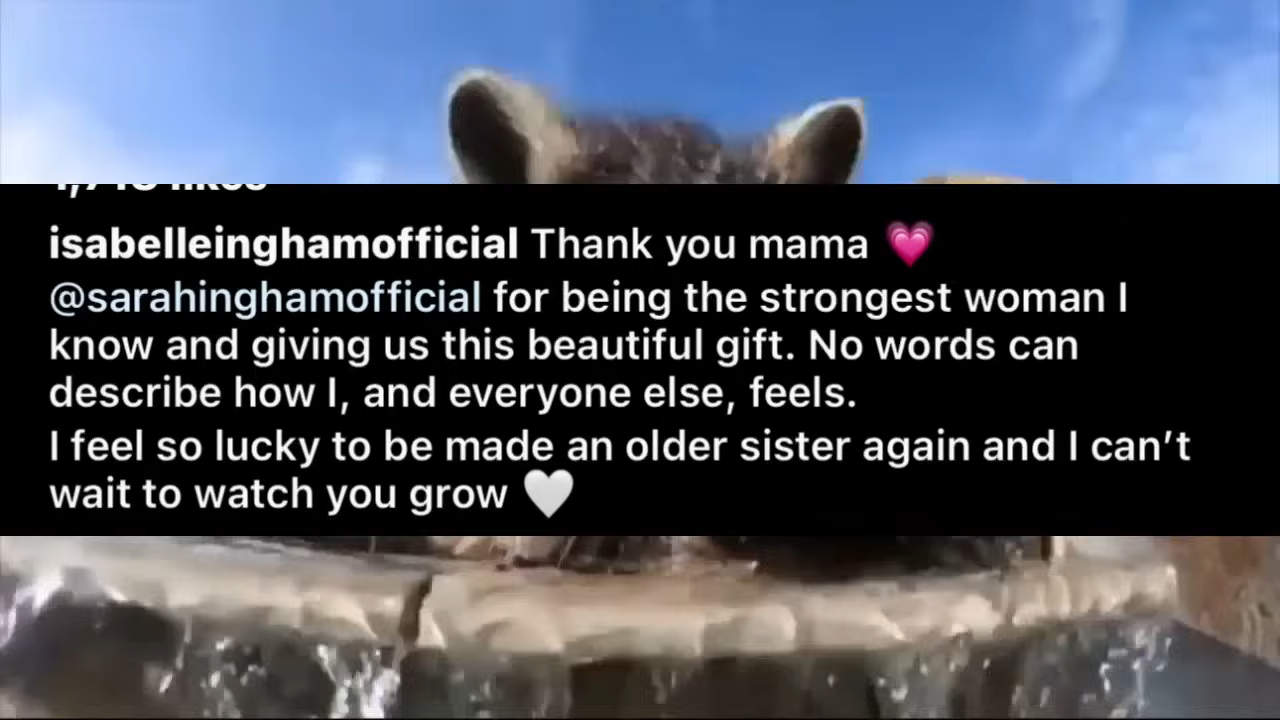 isabelleinghamofficial Thank you mama 💗
@sarahinghamofficial for being the strongest woman I
know and giving us this beautiful gift. No words can
describe how I, and everyone else, feels.
I feel so lucky to be made an older sister again and I can’t
wait to watch you grow 🤍